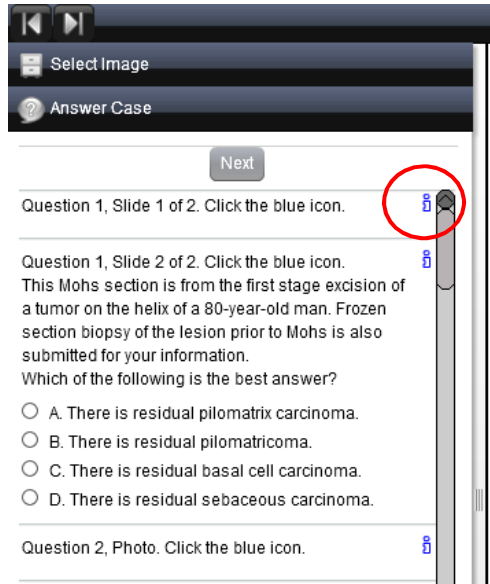 Select Image
Answer Case
Next
Question 1, Slide 1 of 2. Click the blue icon.
Question 1, Slide 2 of 2. Click the blue icon.
This Mohs section is from the first stage excision of
a tumor on the helix of a 80-year-old man. Frozen
section biopsy of the lesion prior to Mohs is also
submitted for your information.
Which of the following is the best answer?
A. There is residual pilomatrix carcinoma.
B. There is residual pilomatricoma.
C. There is residual basal cell carcinoma.
D. There is residual sebaceous carcinoma.
Question 2, Photo. Click the blue icon.